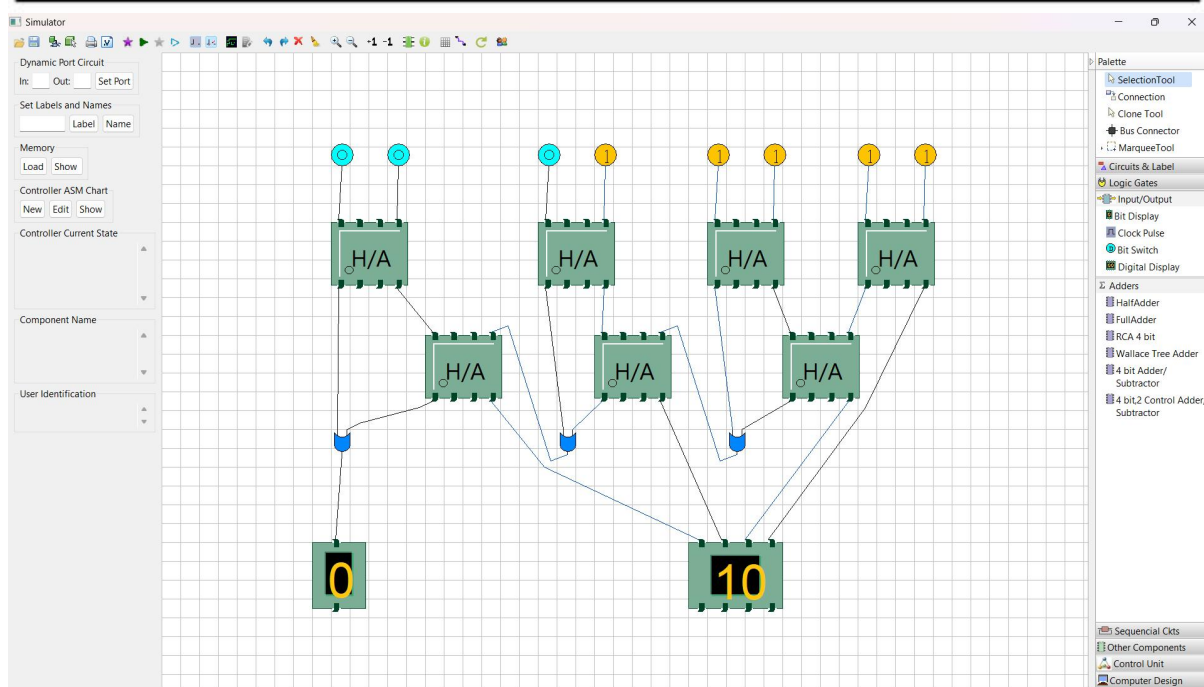 Simulator
+1 -1
Dynamic Port Circuit
In: Out: Set Port
Set Labels and Names
Label Name
Memory
Load Show
Controller ASM Chart
New Edit Show
Controller Current State
Component Name
User Identification
0 0 0 1 1 1 1 1
H/A H/A H/A H/A
H/A H/A H/A
0 10
Palette
SelectionTool
Connection
Clone Tool
Bus Connector
MarqueeTool
Circuits & Label
Logic Gates
Input/Output
Bit Display
Clock Pulse
Bit Switch
Digital Display
Σ Adders
HalfAdder
FullAdder
RCA 4 bit
Wallace Tree Adder
4 bit Adder/
Subtractor
4 bit,2 Control Adder,
Subtractor
Sequencial Ckts
Other Components
Control Unit
Computer Design